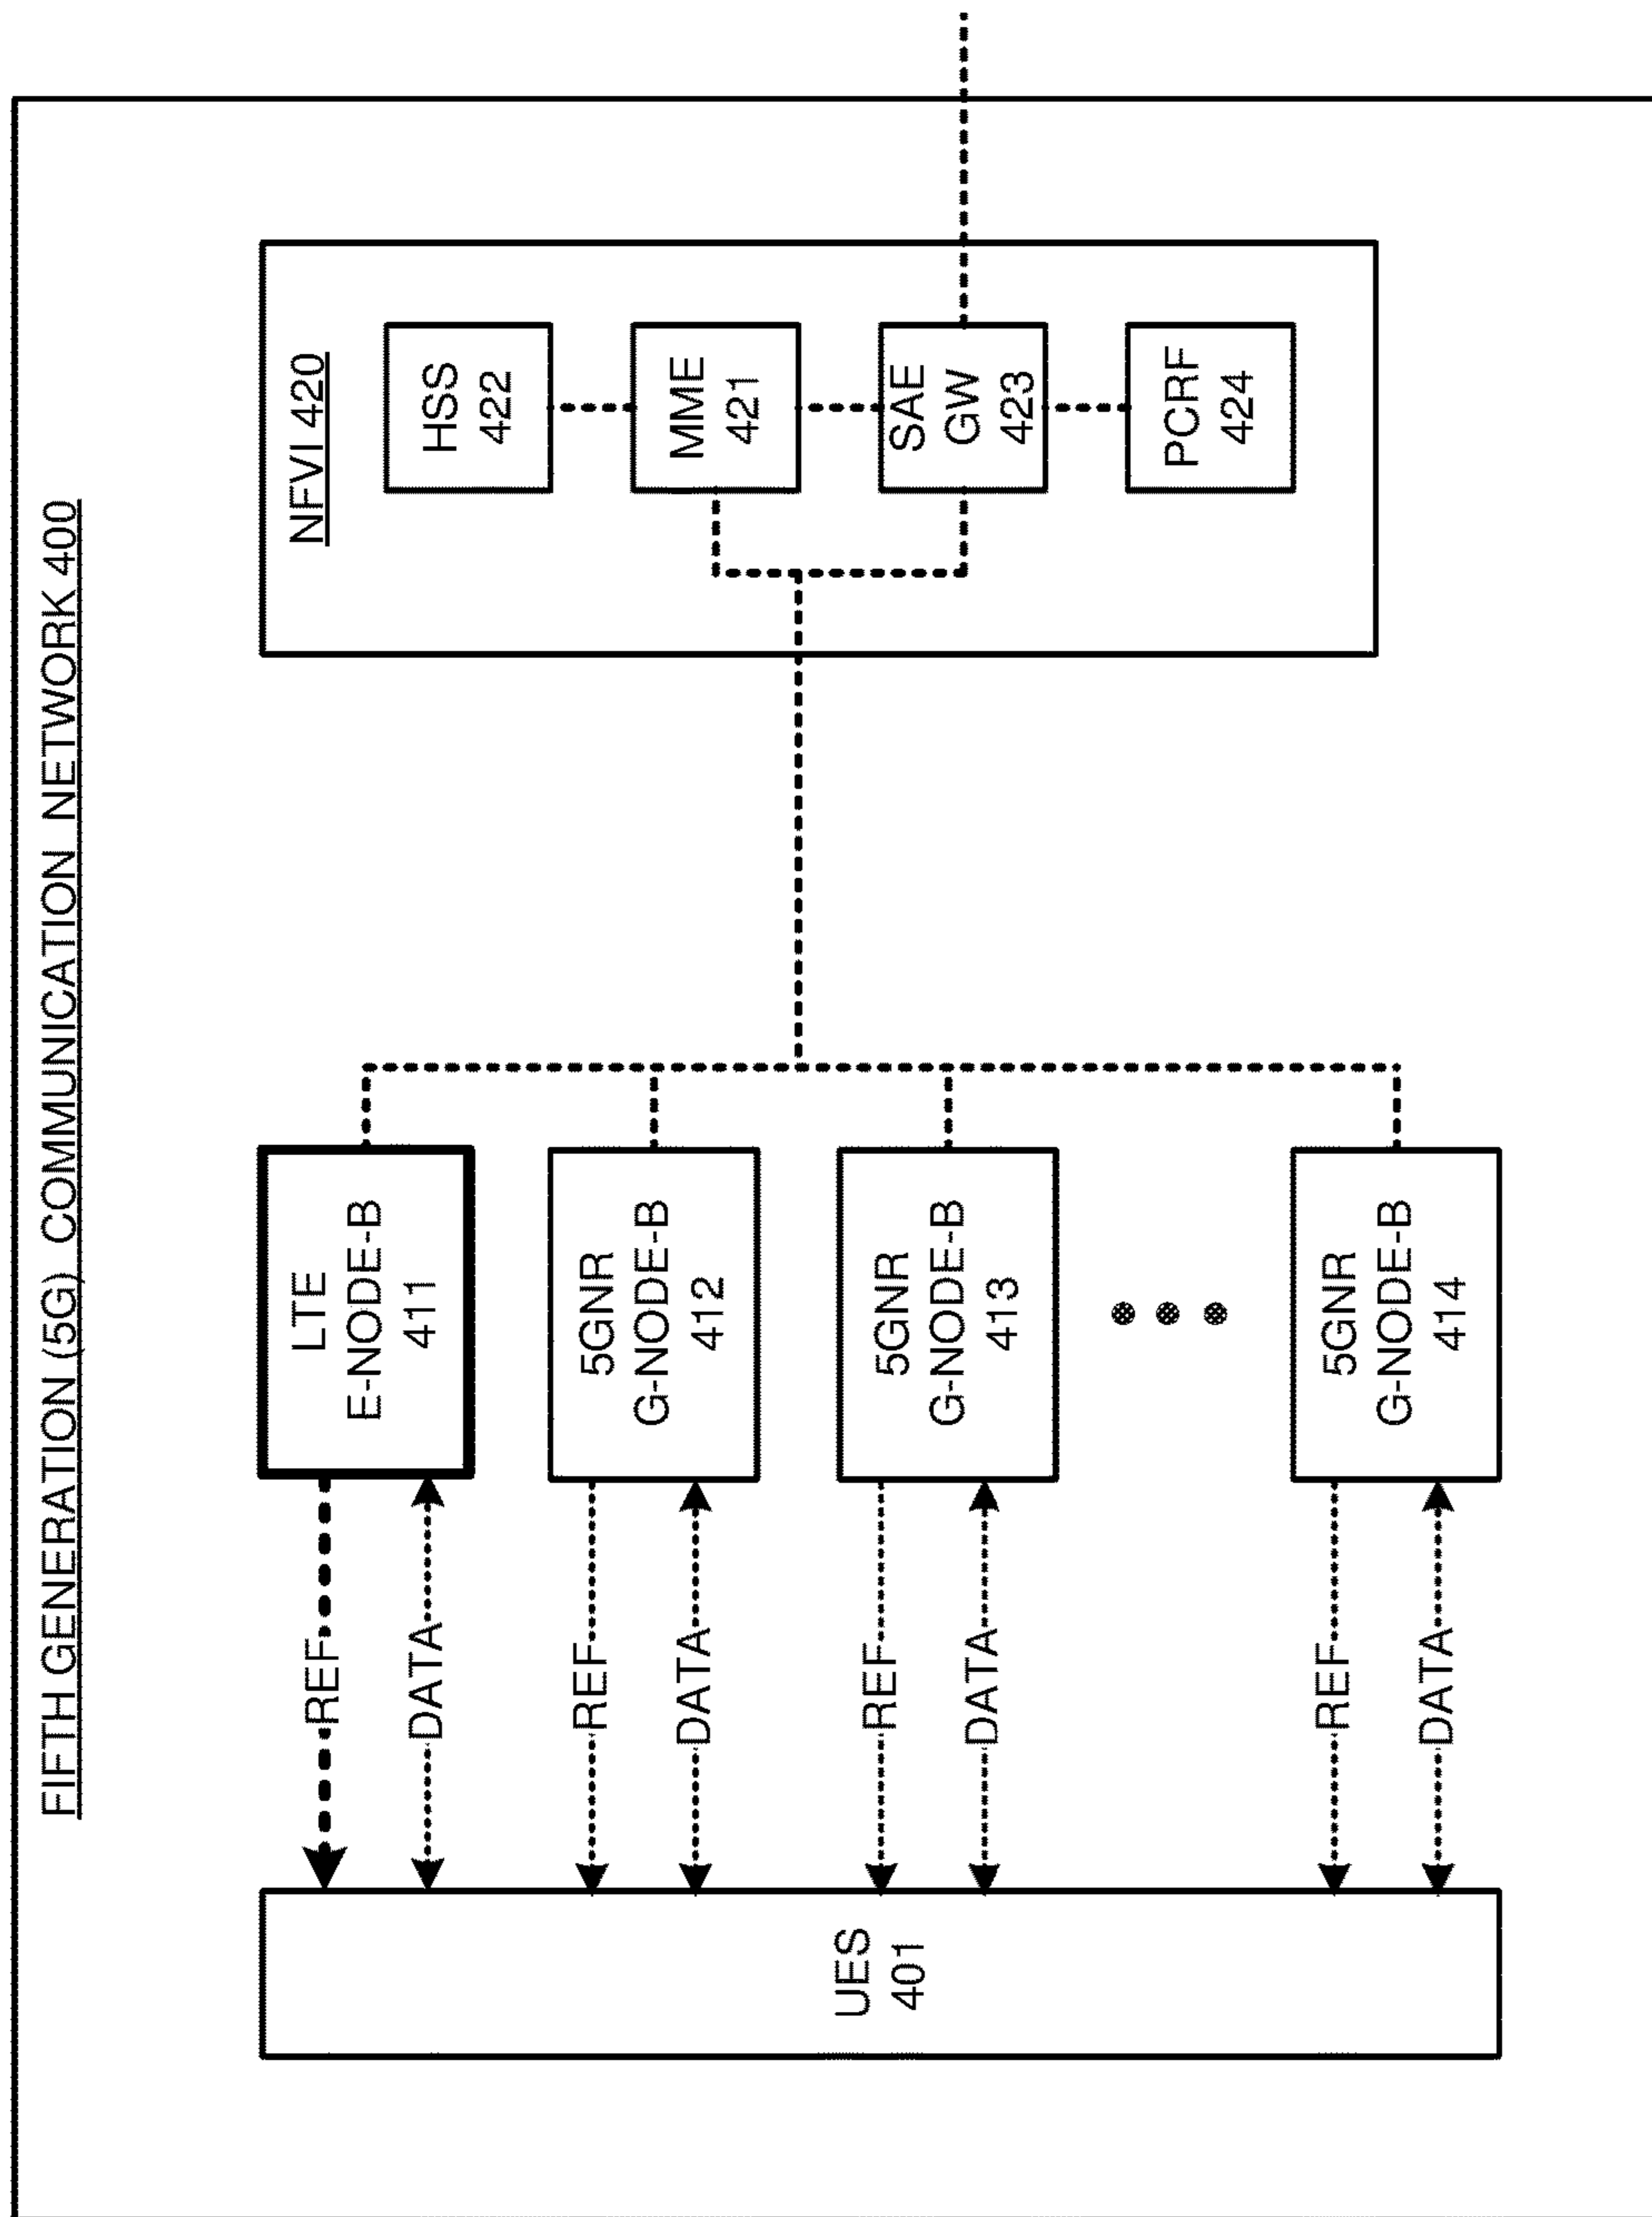 FIFTH GENERATION (5G) COMMUNICATION NETWORK 400
UES
401
REF
DATA
REF
DATA
REF
DATA
REF
DATA
LTE
E-NODE-B
411
5GNR
G-NODE-B
412
5GNR
G-NODE-B
413
5GNR
G-NODE-B
414
NFVI 420
HSS
422
MME
421
SAE
GW
423
PCRF
424